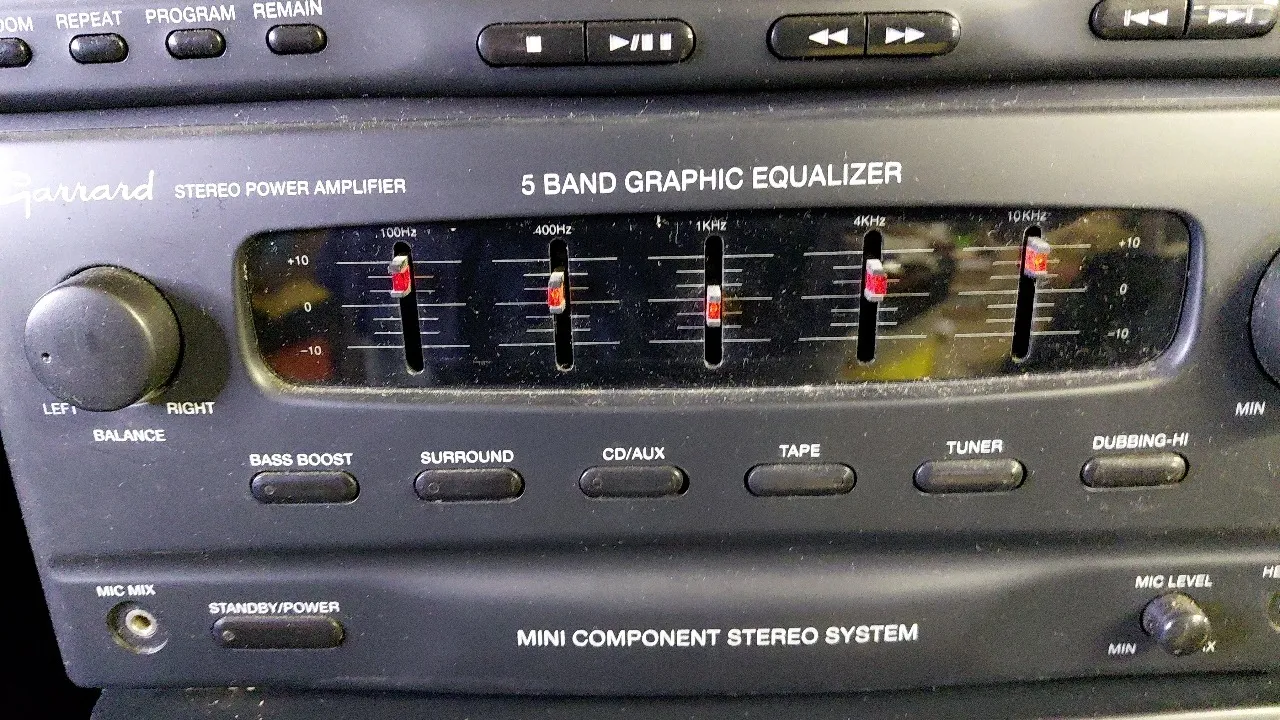 REPEAT PROGRAM REMAIN
Garrard STEREO POWER AMPLIFIER 5 BAND GRAPHIC EQUALIZER
100Hz 400Hz 1KHz 4KHz 10KHz
+10 +10
0 0
-10 -10
LEFT RIGHT MIN
BALANCE
BASS BOOST SURROUND CD/AUX TAPE TUNER DUBBING-HI
MIC MIX MIC LEVEL
STANDBY/POWER
MINI COMPONENT STEREO SYSTEM MIN